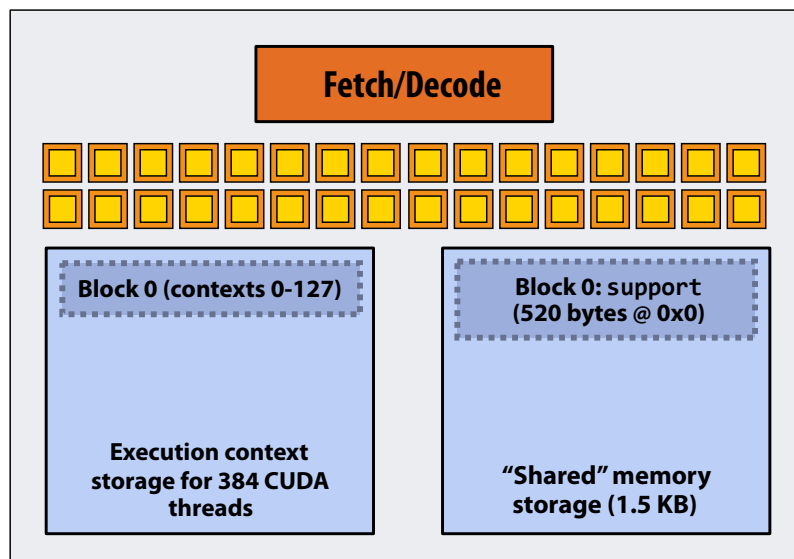 Fetch/Decode
Block 0 (contexts 0-127)
Execution context
storage for 384 CUDA
threads
Block 0: support
(520 bytes @ 0x0)
“Shared” memory
storage (1.5 KB)